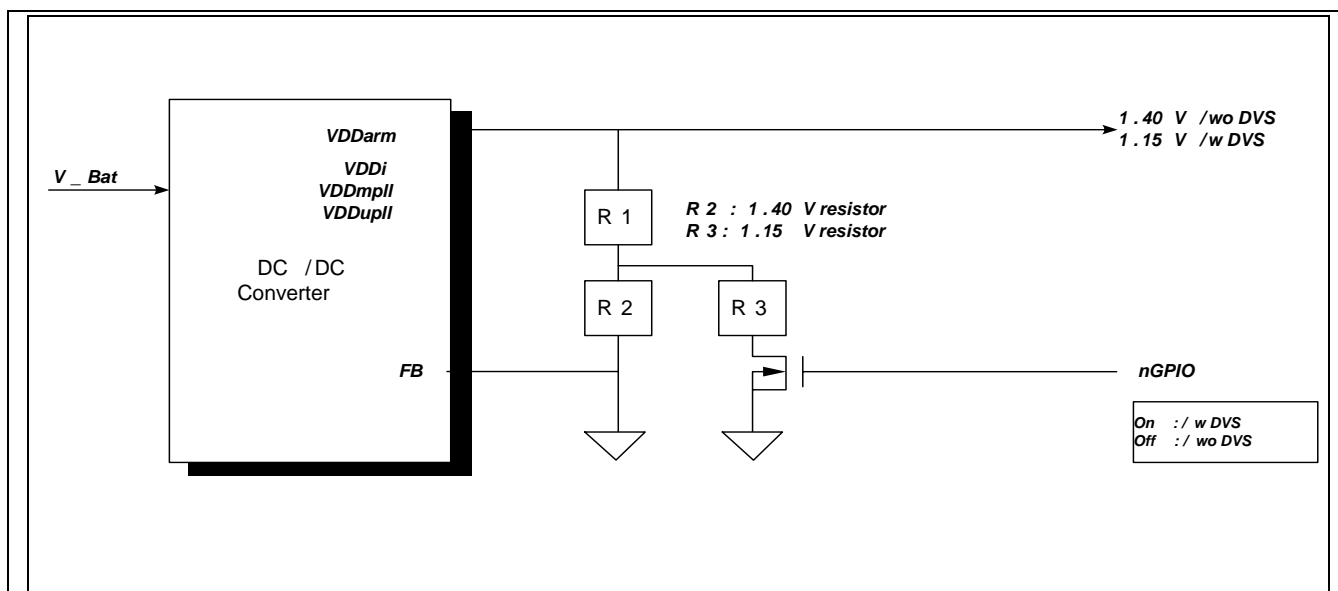 VDDarm
VDDi
VDDmpll
VDDupll
DC / DC
Converter
FB
V _ Bat
1 . 40 V / wo DVS
1 . 15 V / w DVS
R 1
R 2 : 1 . 40 V resistor
R 3 : 1 . 15 V resistor
R 2
R 3
nGPIO
On : / w DVS
Off : / wo DVS